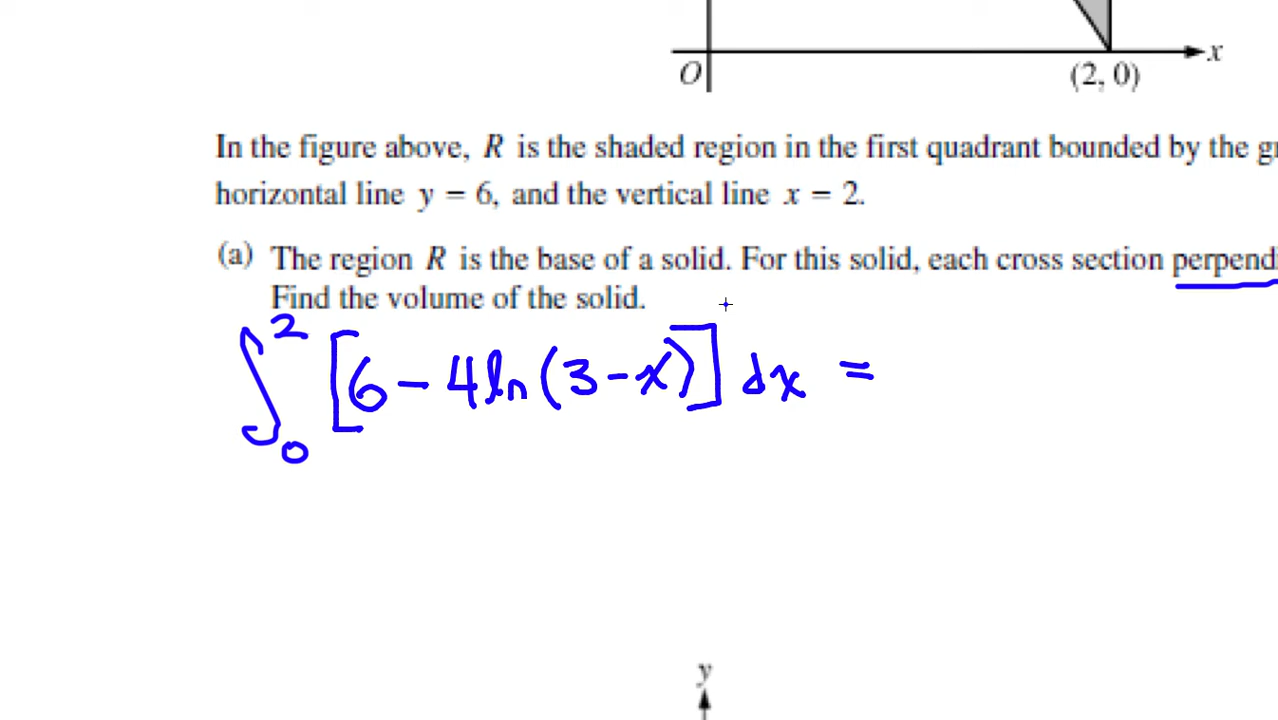 O
x
(2, 0)
In the figure above, R is the shaded region in the first quadrant bounded by the
horizontal line y = 6, and the vertical line x = 2.
(a) The region R is the base of a solid. For this solid, each cross section
Find the volume of the solid.
∫₀² [6 - 4 ln (3 - x)] dx =
y